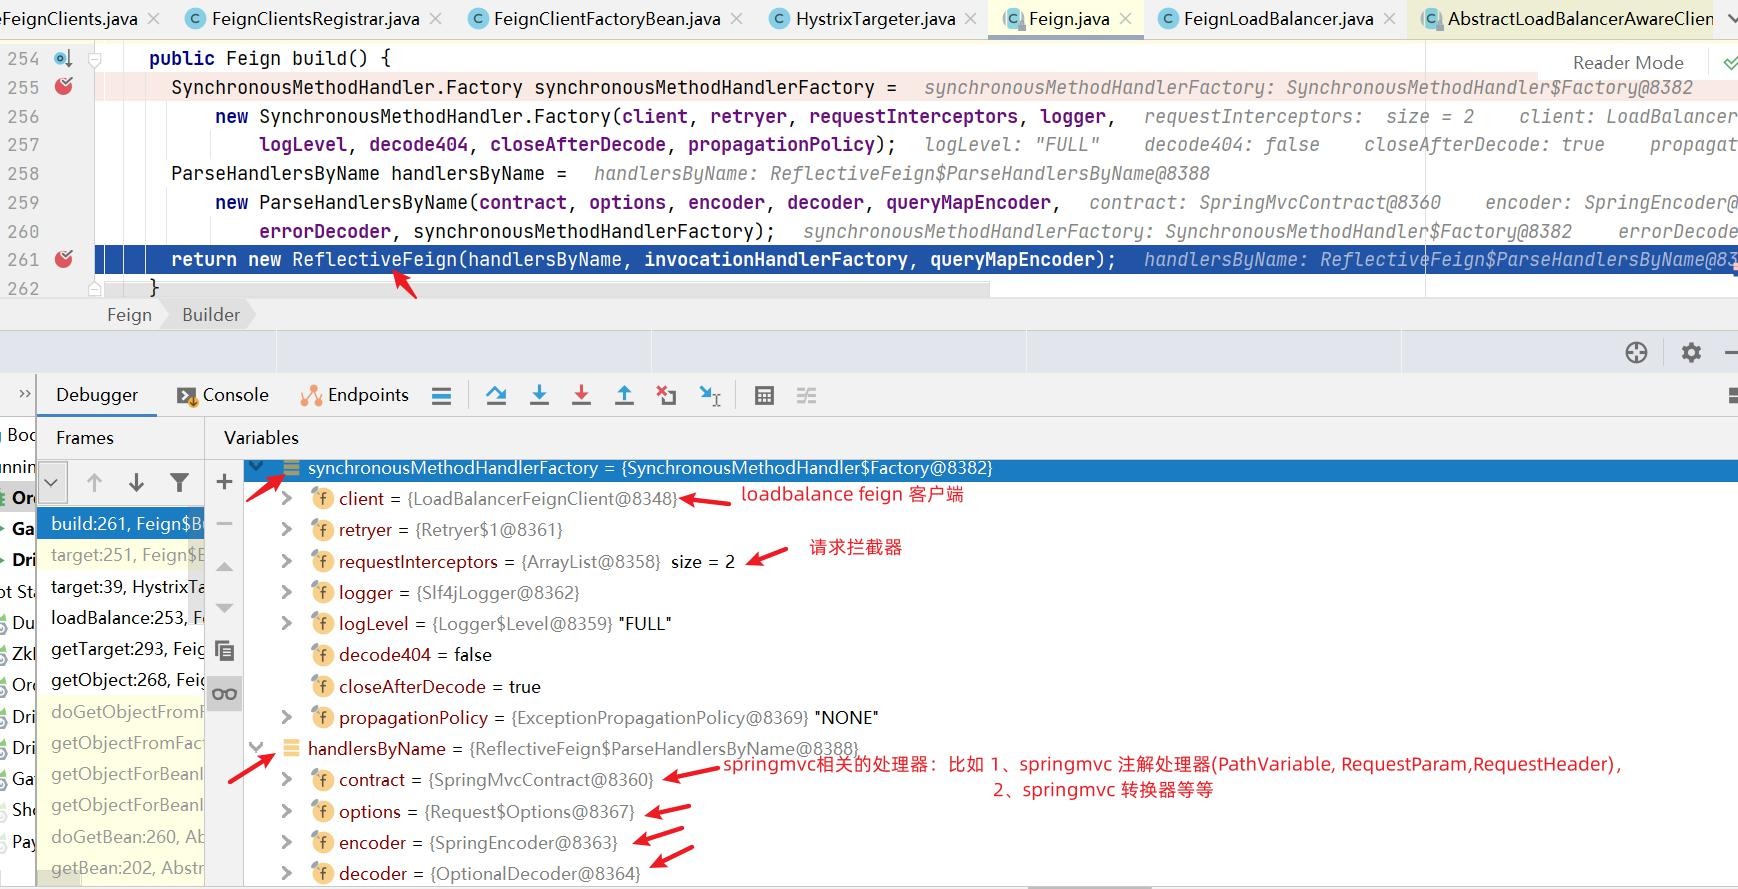 eFeignClients.java
FeignClientsRegistrar.java
FeignClientFactoryBean.java
HystrixTargeter.java
Feign.java
FeignLoadBalancer.java
AbstractLoadBalancerAwareClien
Reader Mode
254 public Feign build() {
255 SynchronousMethodHandler.Factory synchronousMethodHandlerFactory = synchronousMethodHandlerFactory: SynchronousMethodHandler$Factory@8382
256 new SynchronousMethodHandler.Factory(client, retryer, requestInterceptors, logger, requestInterceptors: size = 2 client: LoadBalancer
257 logLevel, decode404, closeAfterDecode, propagationPolicy); logLevel: "FULL" decode404: false closeAfterDecode: true propagat
258 ParseHandlersByName handlersByName = handlersByName: ReflectiveFeign$ParseHandlersByName@8388
259 new ParseHandlersByName(contract, options, encoder, decoder, queryMapEncoder, contract: SpringMvcContract@8360 encoder: SpringEncoder@
260 errorDecoder, synchronousMethodHandlerFactory); synchronousMethodHandlerFactory: SynchronousMethodHandler$Factory@8382 errorDecode
261 return new ReflectiveFeign(handlersByName, invocationHandlerFactory, queryMapEncoder); handlersByName: ReflectiveFeign$ParseHandlersByName@83
262 }
Feign Builder
Debugger Console Endpoints
Frames Variables
Boo
unnin
Ord
Ga
Dri
ot Sta
Du
Zkl
Ord
Dri
Dri
Ga
Sho
Pay
build:261, Feign$Bu
target:251, Feign$B
target:39, HystrixTa
loadBalance:253, Fe
getTarget:293, Feig
getObject:268, Feig
doGetObjectFromF
getObjectFromFact
getObjectForBeanI
getObjectForBeanI
doGetBean:260, Ab
getBean:202, Abstr
synchronousMethodHandlerFactory = {SynchronousMethodHandler$Factory@8382}
client = {LoadBalancerFeignClient@8348} loadbalance feign 客户端
retryer = {Retryer$1@8361}
requestInterceptors = {ArrayList@8358} size = 2 请求拦截器
logger = {Slf4jLogger@8362}
logLevel = {Logger$Level@8359} "FULL"
decode404 = false
closeAfterDecode = true
propagationPolicy = {ExceptionPropagationPolicy@8369} "NONE"
handlersByName = {ReflectiveFeign$ParseHandlersByName@8388}
springmvc相关的处理器：比如 1、springmvc 注解处理器(PathVariable, RequestParam,RequestHeader),
contract = {SpringMvcContract@8360}
2、springmvc 转换器等等
options = {Request$Options@8367}
encoder = {SpringEncoder@8363}
decoder = {OptionalDecoder@8364}